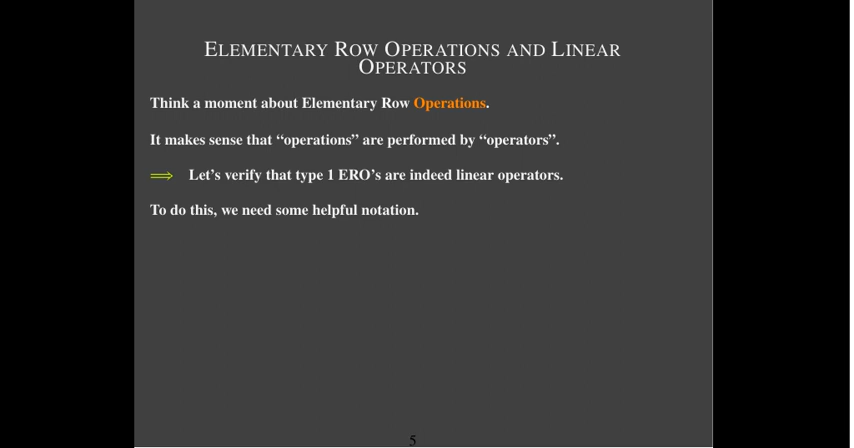 ELEMENTARY ROW OPERATIONS AND LINEAR
OPERATORS
Think a moment about Elementary Row Operations.
It makes sense that “operations” are performed by “operators”.
⟹ Let’s verify that type 1 ERO’s are indeed linear operators.
To do this, we need some helpful notation.
5